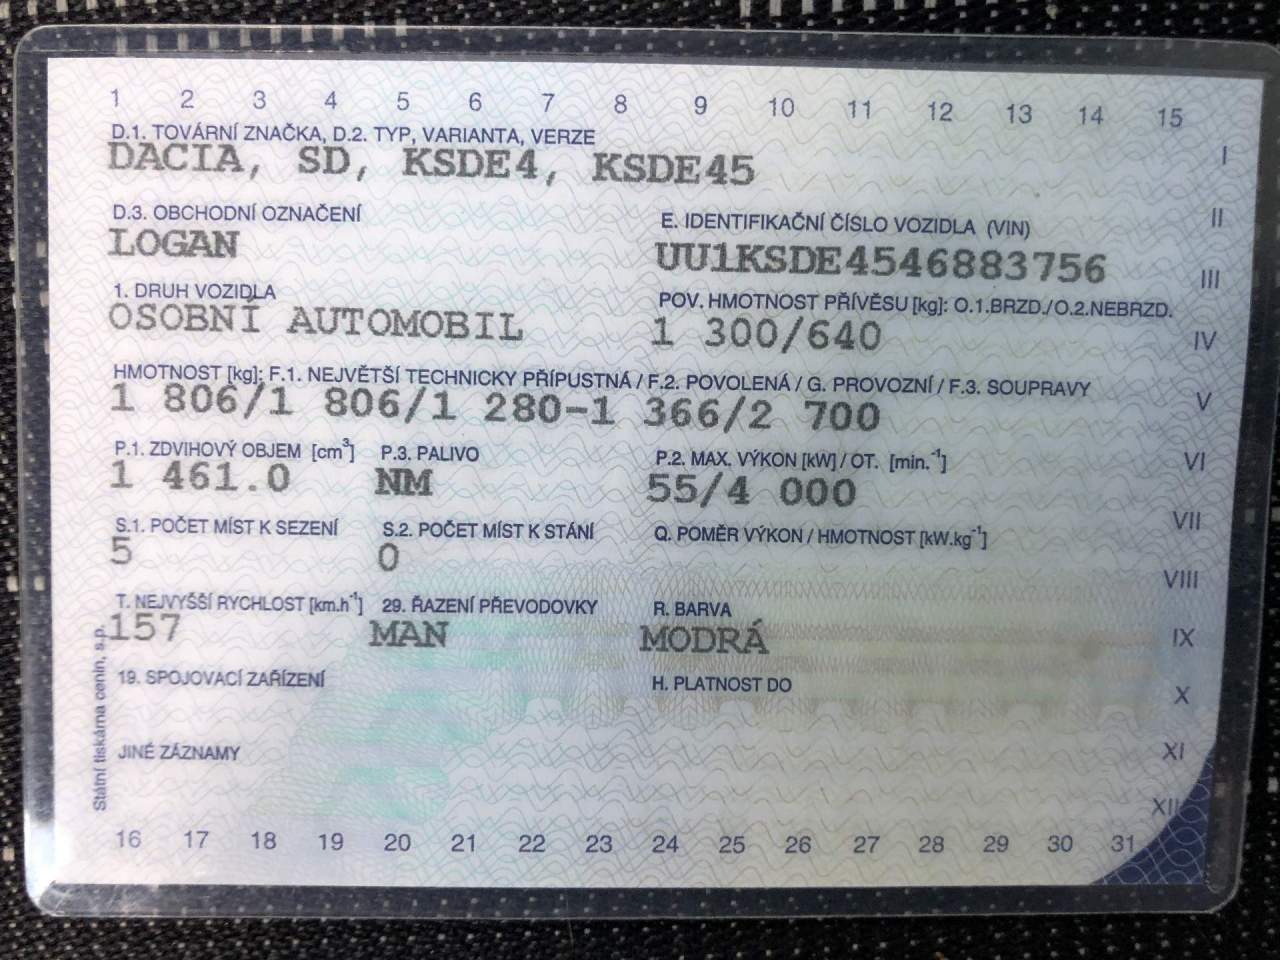 1 2 3 4 5 6 7 8 9 10 11 12 13 14 15
D.1. TOVÁRNÍ ZNAČKA, D.2. TYP, VARIANTA, VERZE
DACIA, SD, KSDE4, KSDE45
I
D.3. OBCHODNÍ OZNAČENÍ
E. IDENTIFIKAČNÍ ČÍSLO VOZIDLA (VIN)
II
LOGAN
UU1KSDE4546883756
III
1. DRUH VOZIDLA
POV. HMOTNOST PŘÍVĚSU [kg]: O.1.BRZD./O.2.NEBRZD.
OSOBNÍ AUTOMOBIL
1 300/640
IV
HMOTNOST [kg]: F.1. NEJVĚTŠÍ TECHNICKY PŘÍPUSTNÁ / F.2. POVOLENÁ / G. PROVOZNÍ / F.3. SOUPRAVY
1 806/1 806/1 280-1 366/2 700
V
P.1. ZDVIHOVÝ OBJEM [cm³] P.3. PALIVO P.2. MAX. VÝKON [kW] / OT. [min.⁻¹]
VI
1 461.0 NM 55/4 000
S.1. POČET MÍST K SEZENÍ S.2. POČET MÍST K STÁNÍ Q. POMĚR VÝKON / HMOTNOST [kW.kg⁻¹]
VII
5 0
VIII
T. NEJVYŠŠÍ RYCHLOST [km.h⁻¹] 29. ŘAZENÍ PŘEVODOVKY R. BARVA
157 MAN MODRÁ
IX
19. SPOJOVACÍ ZAŘÍZENÍ H. PLATNOST DO
X
JINÉ ZÁZNAMY
XI
XII
Státní tiskárna cenin, s.p.
16 17 18 19 20 21 22 23 24 25 26 27 28 29 30 31